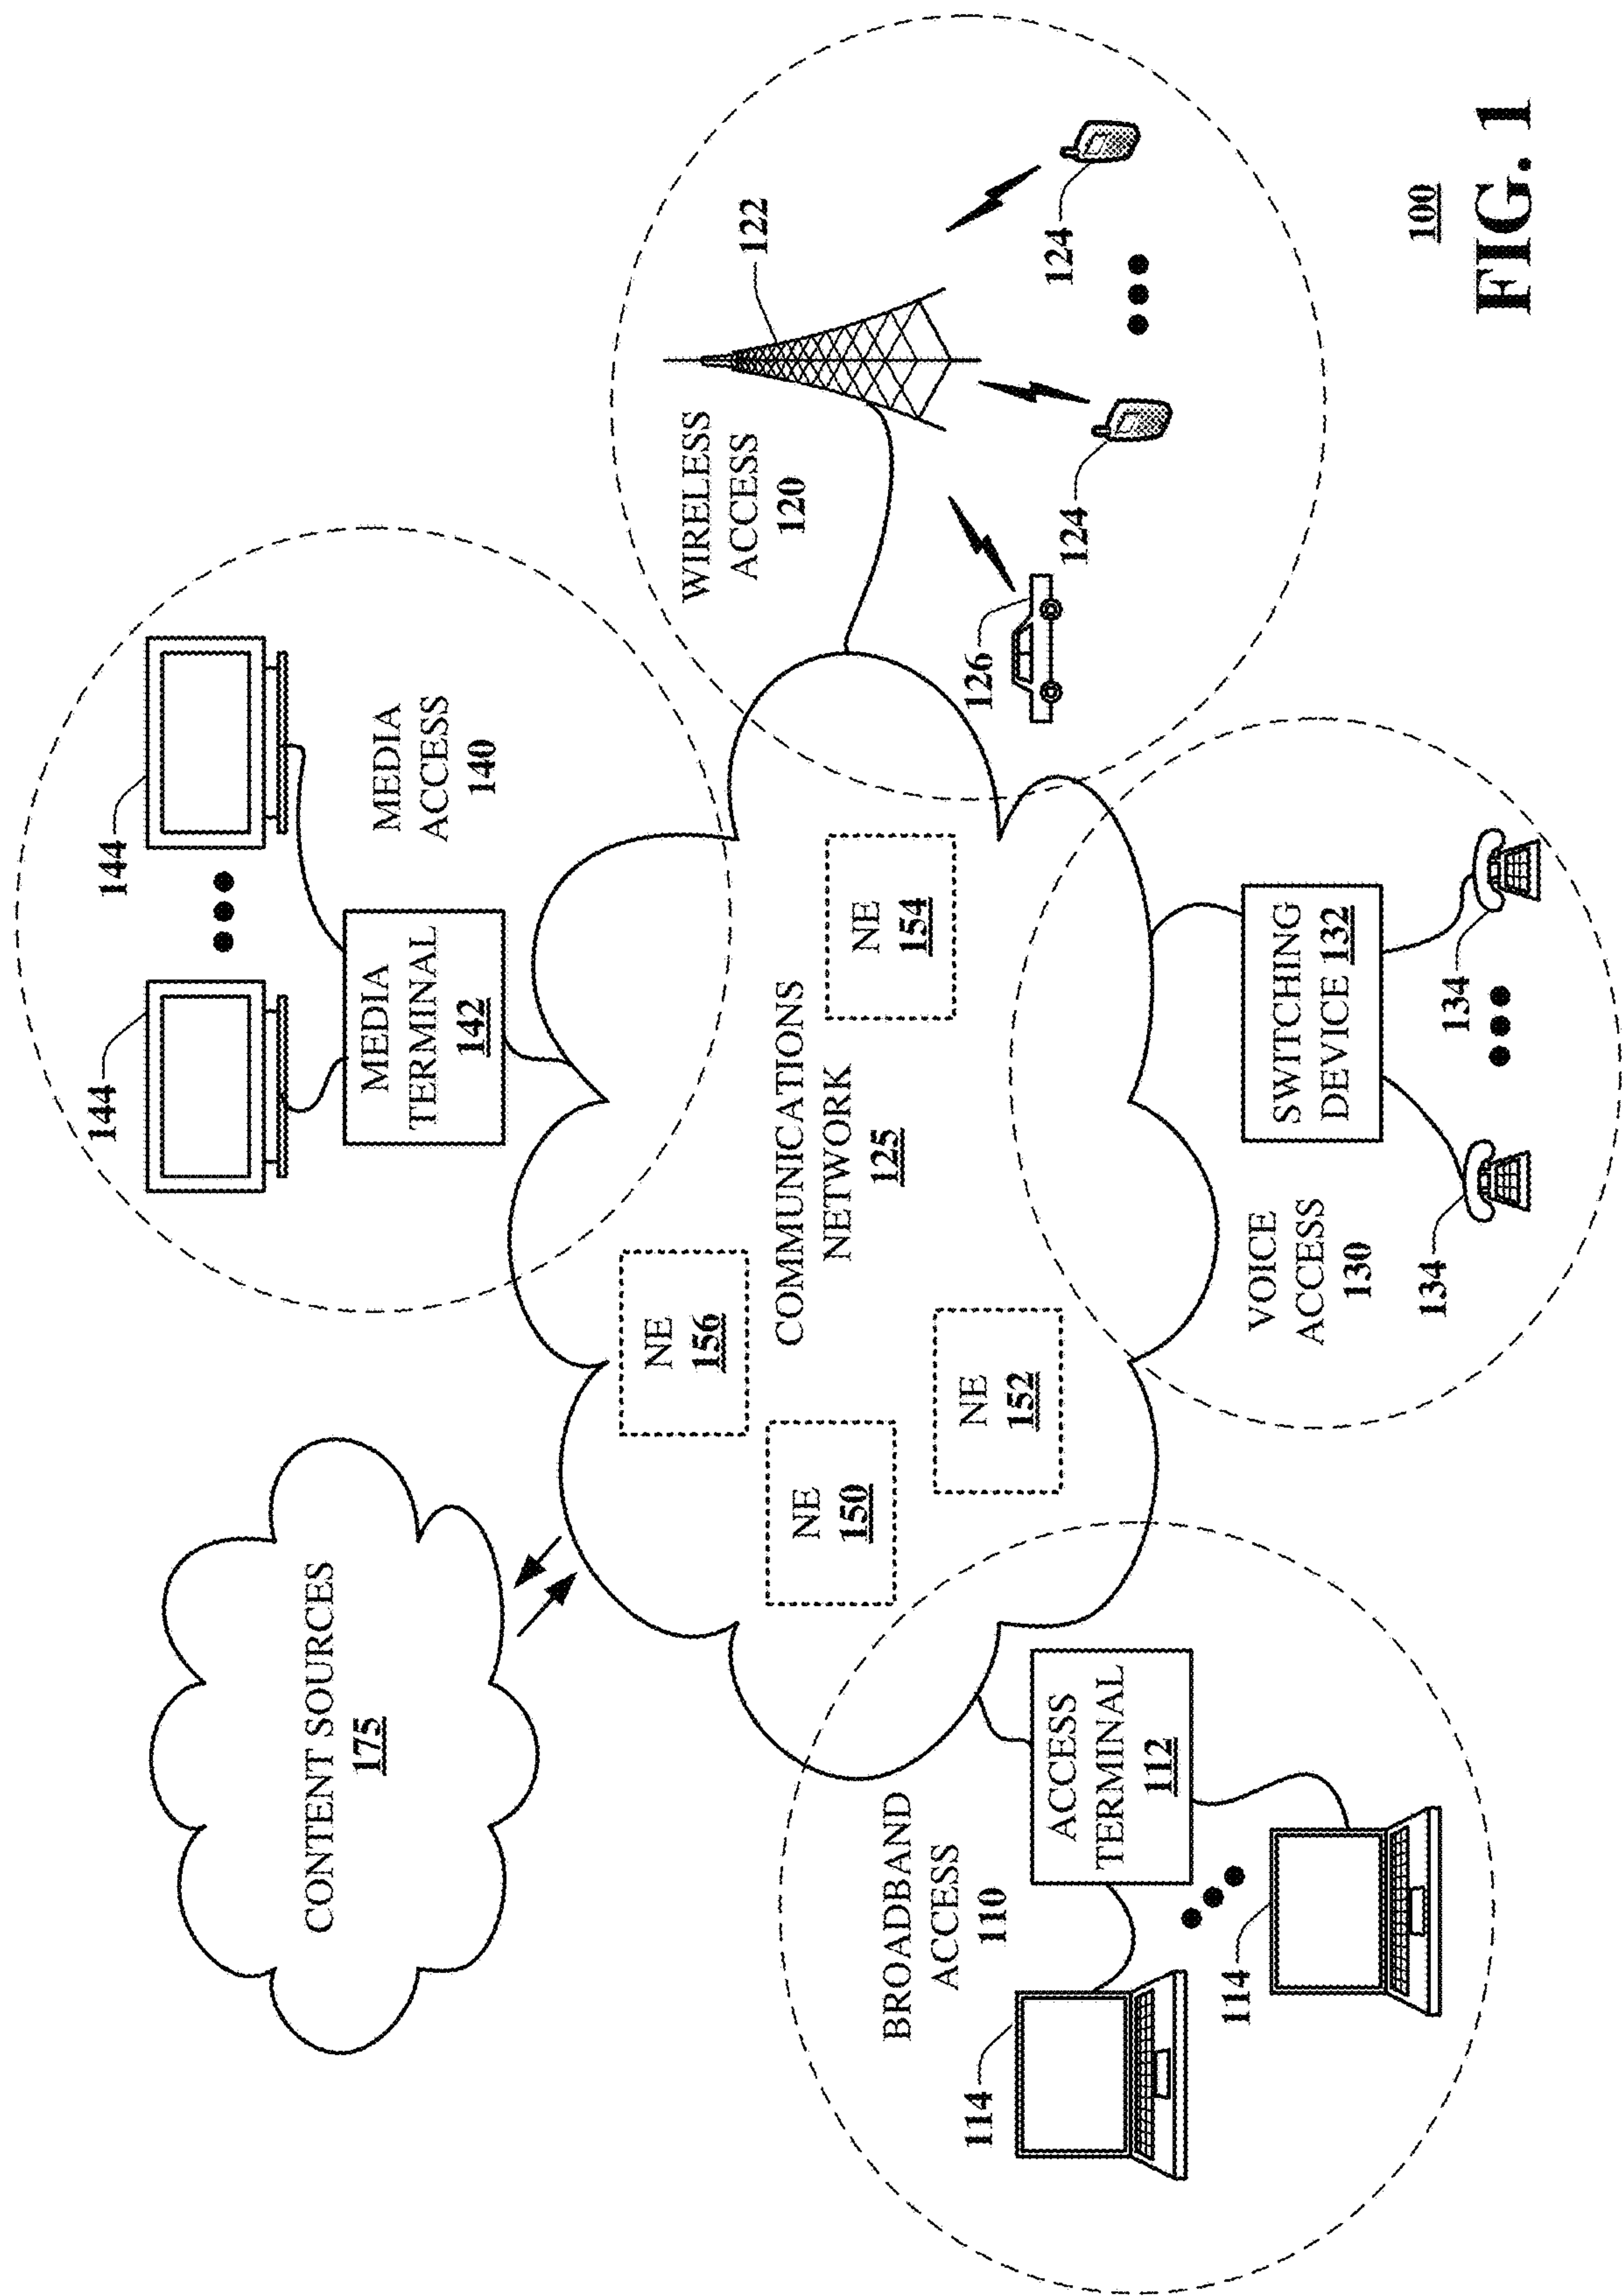 CONTENT SOURCES
175
144
144
MEDIA
TERMINAL
142
MEDIA
ACCESS
140
BROADBAND
ACCESS
110
114
114
ACCESS
TERMINAL
112
NE
150
NE
156
NE
152
COMMUNICATIONS
NETWORK
125
NE
154
WIRELESS
ACCESS
120
122
126
124
124
VOICE
ACCESS
130
SWITCHING
DEVICE 132
134
134
100
FIG. 1